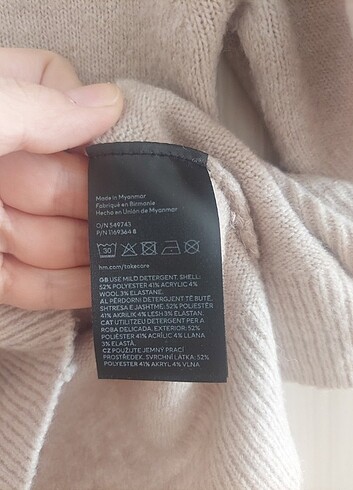 Made in Myanmar
Fabriqué en Birmanie
Hecho en Unión de Myanmar
O/N 549743
P/N 1169364 8
30
hm.com/takecare
GB USE MILD DETERGENT. SHELL:
52% POLYESTER 41% ACRYLIC 4%
WOOL 3% ELASTANE.
AL PËRDORNI DETERGJENT TË BUTË.
SHTRESA E JASHTME: 52% POLIESTËR
41% AKRILIK 4% LESH 3% ELASTAN.
CAT UTILITZEU DETERGENT PER A
ROBA DELICADA. EXTERIOR: 52%
POLIÈSTER 41% ACRÍLIC 4% LLANA
3% ELASTÀ.
CZ POUŽIJTE JEMNÝ PRACÍ
PROSTŘEDEK. SVRCHNÍ LÁTKA: 52%
POLYESTER 41% AKRYL 4% VLNA